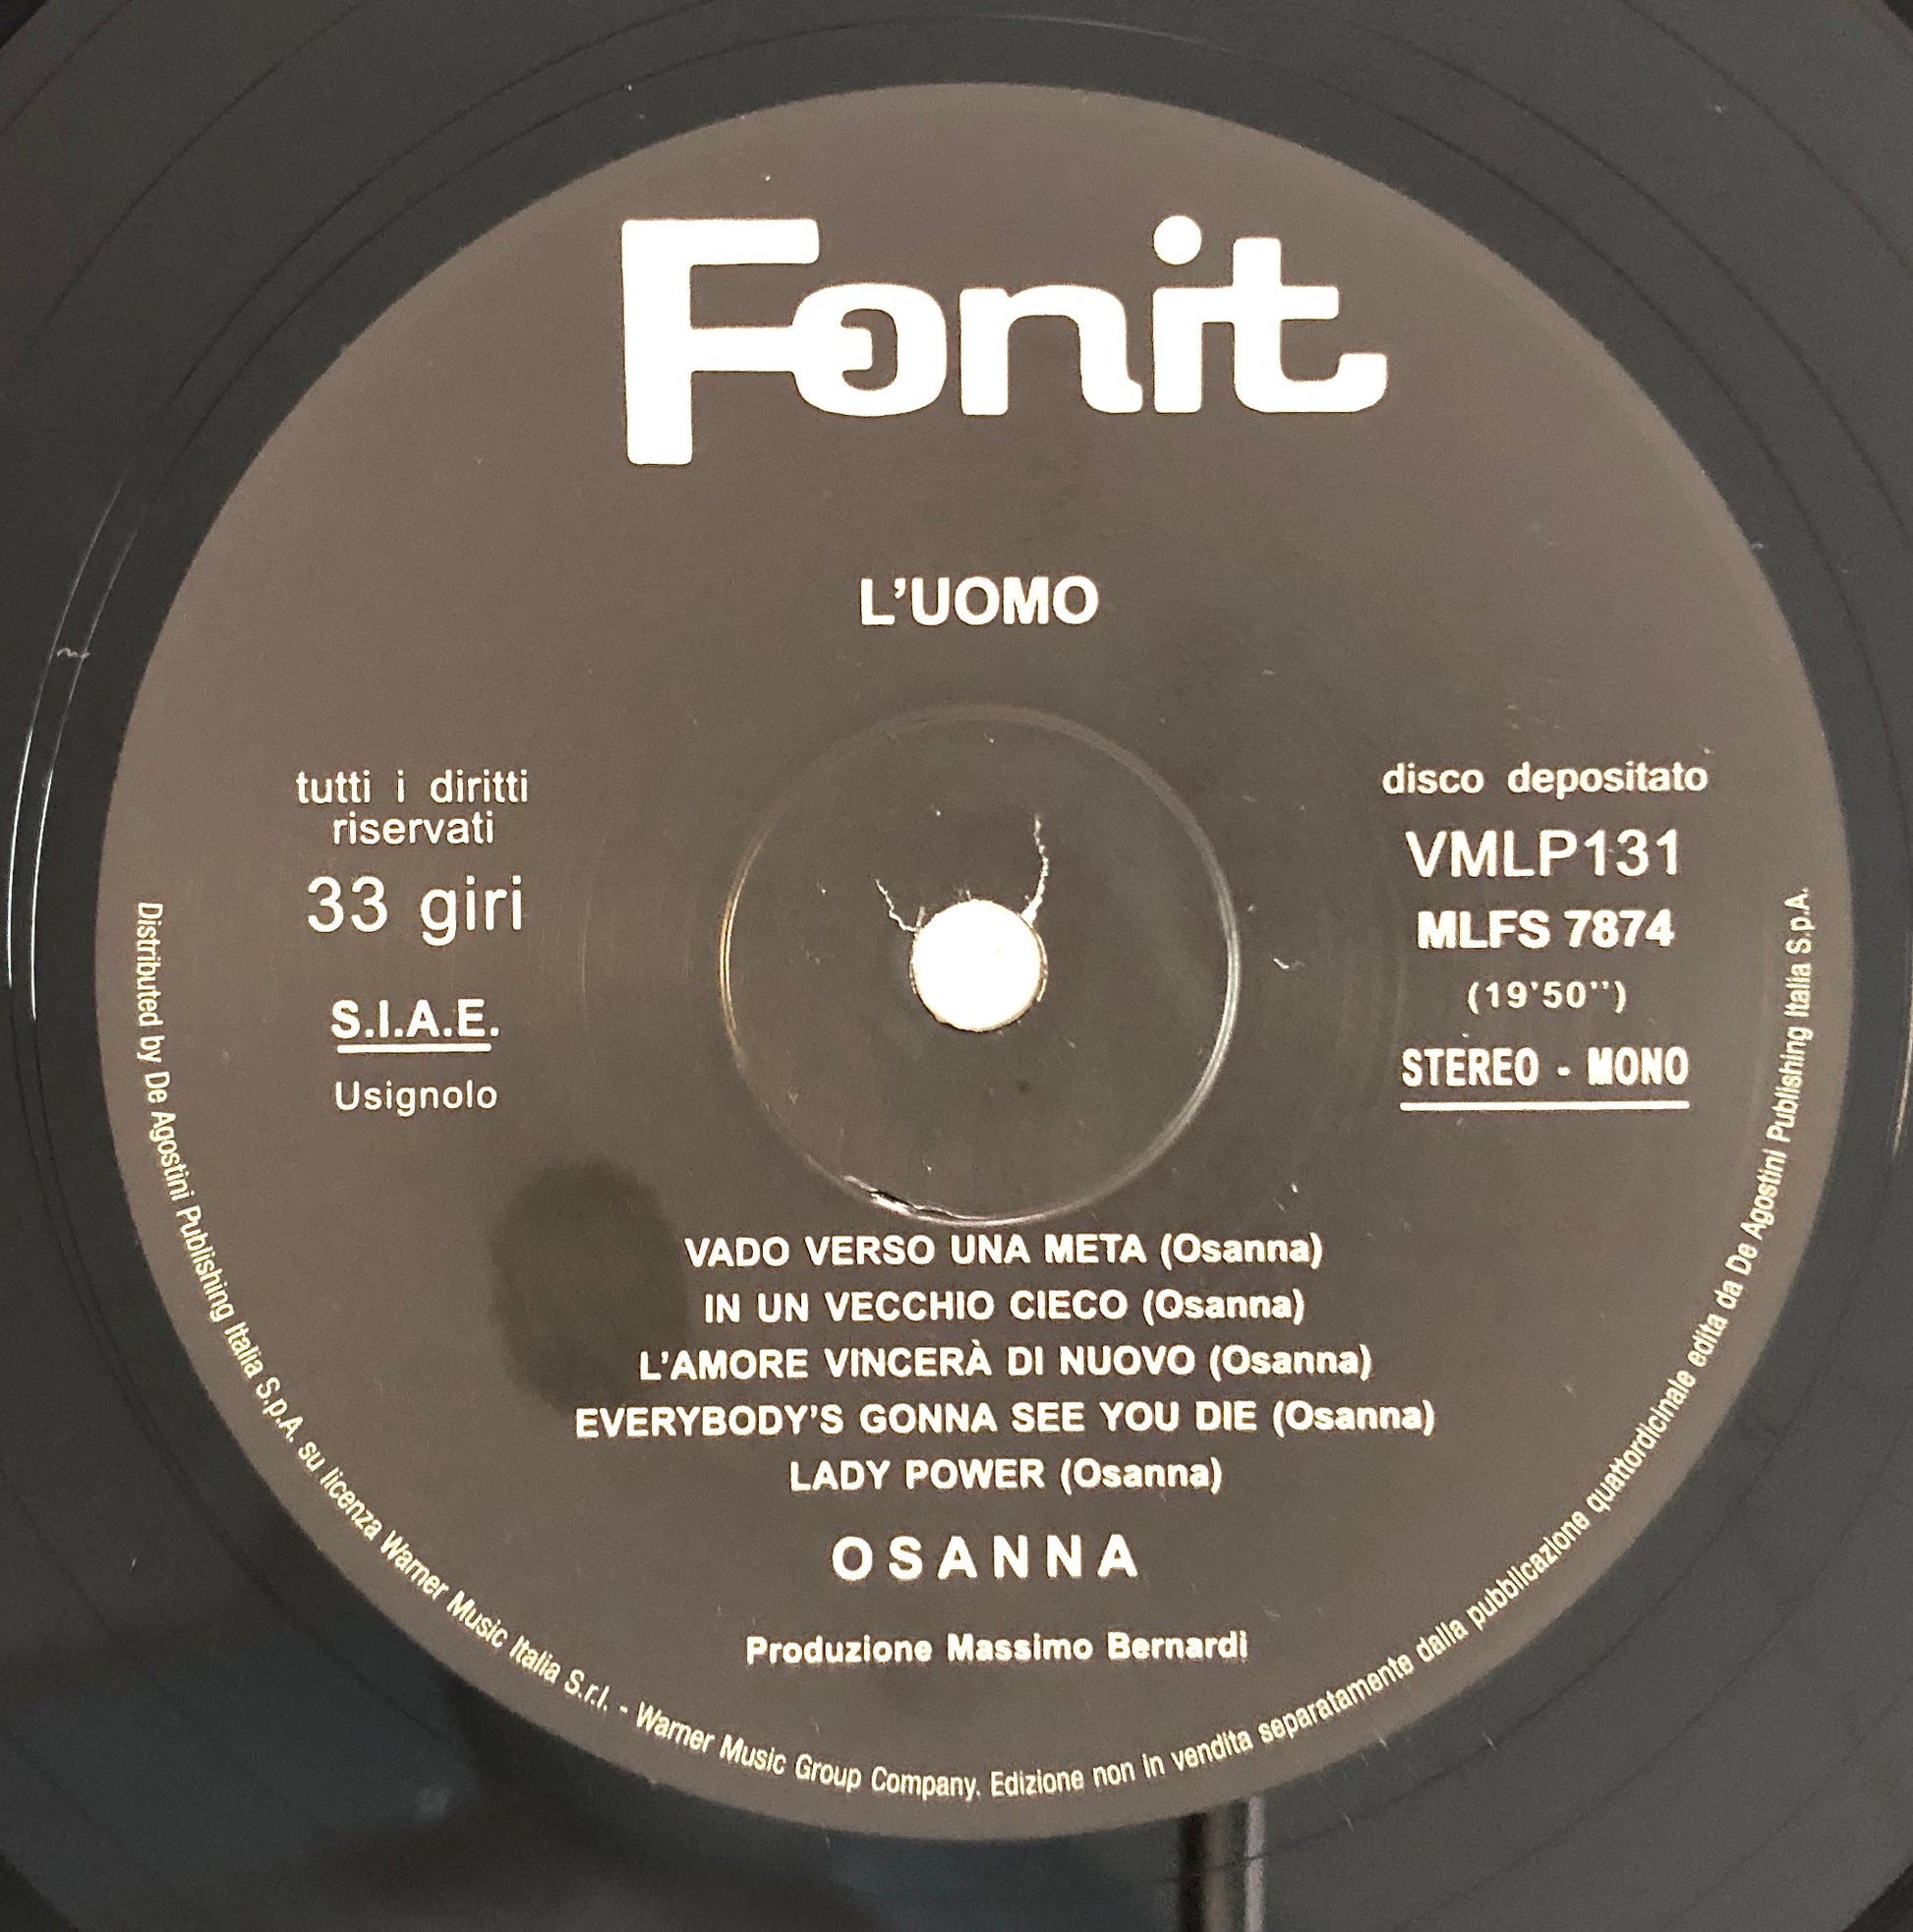 Fonit
L'UOMO
tutti i diritti
riservati
33 giri
S.I.A.E.
Usignolo
disco depositato
VMLP131
MLFS 7874
(19'50'')
STEREO - MONO
VADO VERSO UNA META (Osanna)
IN UN VECCHIO CIECO (Osanna)
L'AMORE VINCERÀ DI NUOVO (Osanna)
EVERYBODY'S GONNA SEE YOU DIE (Osanna)
LADY POWER (Osanna)
OSANNA
Produzione Massimo Bernardi
Distributed by De Agostini Publishing Italia S.p.A. su licenza Warner Music Italia S.r.l. - Warner Music Group Company. Edizione non in vendita separatamente dalla pubblicazione quattordicinale edita da De Agostini Publishing Italia S.p.A.